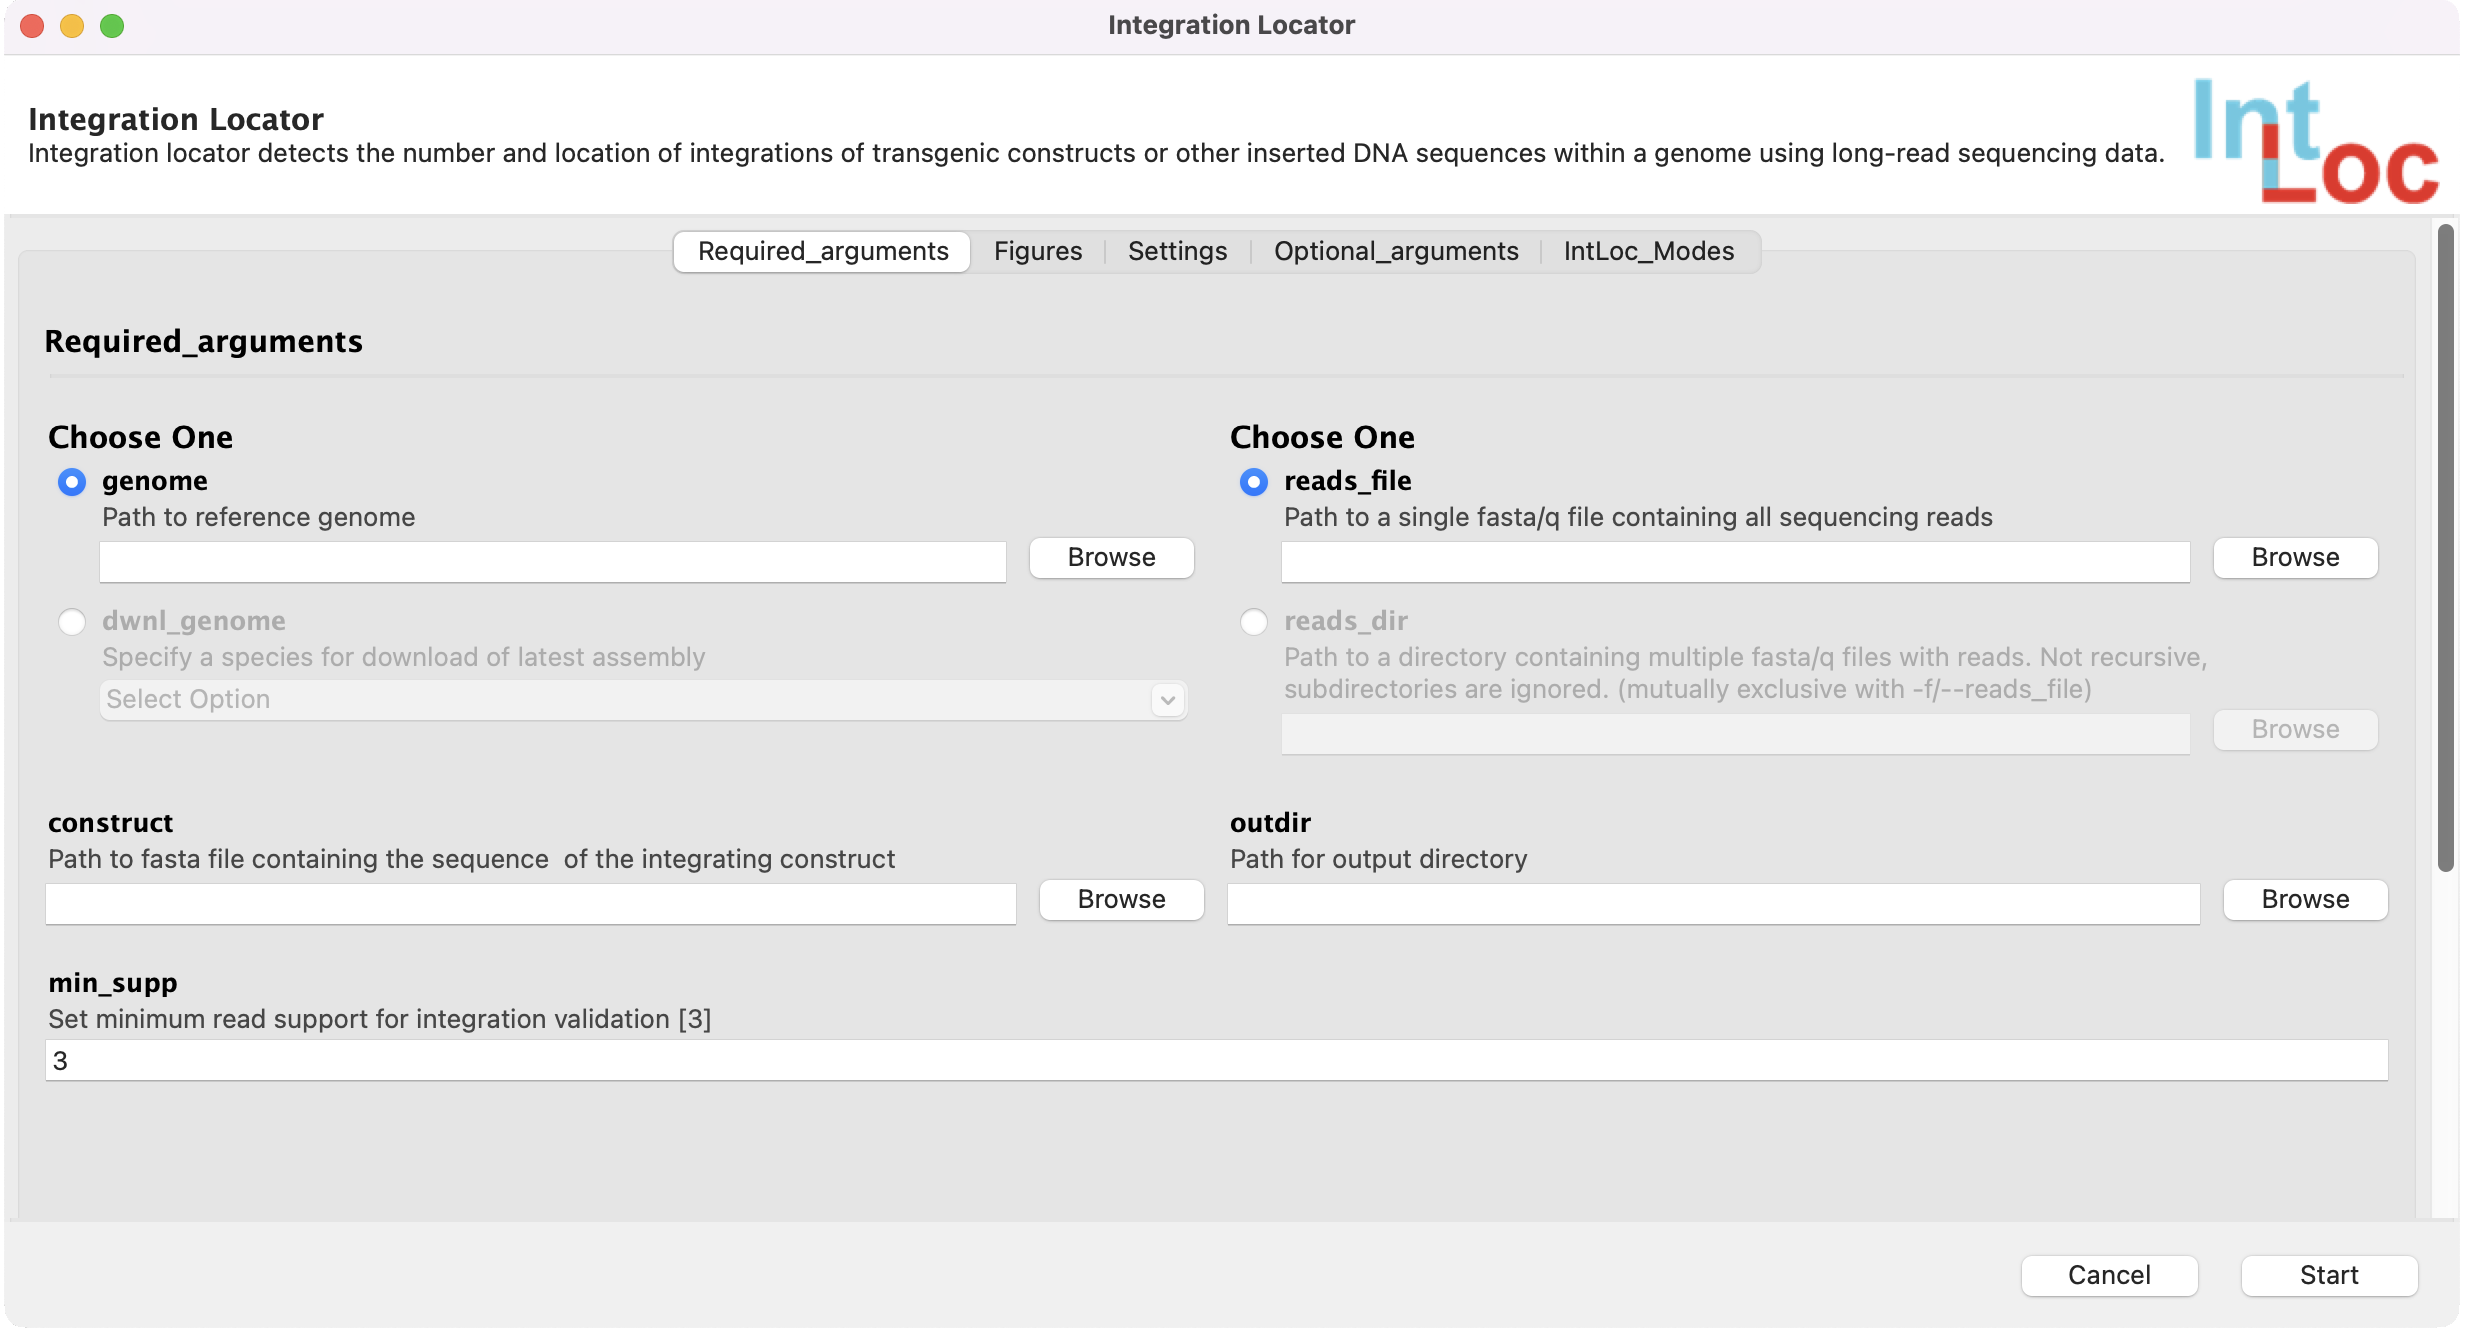 Integration Locator
Integration Locator
Integration locator detects the number and location of integrations of transgenic constructs or other inserted DNA sequences within a genome using long-read sequencing data.
Int
Loc
Required_arguments Figures Settings Optional_arguments IntLoc_Modes
Required_arguments
Choose One
genome
Path to reference genome
Browse
dwnl_genome
Specify a species for download of latest assembly
Select Option
Choose One
reads_file
Path to a single fasta/q file containing all sequencing reads
Browse
reads_dir
Path to a directory containing multiple fasta/q files with reads. Not recursive,
subdirectories are ignored. (mutually exclusive with -f/--reads_file)
Browse
construct
Path to fasta file containing the sequence  of the integrating construct
Browse
outdir
Path for output directory
Browse
min_supp
Set minimum read support for integration validation [3]
3
Cancel Start